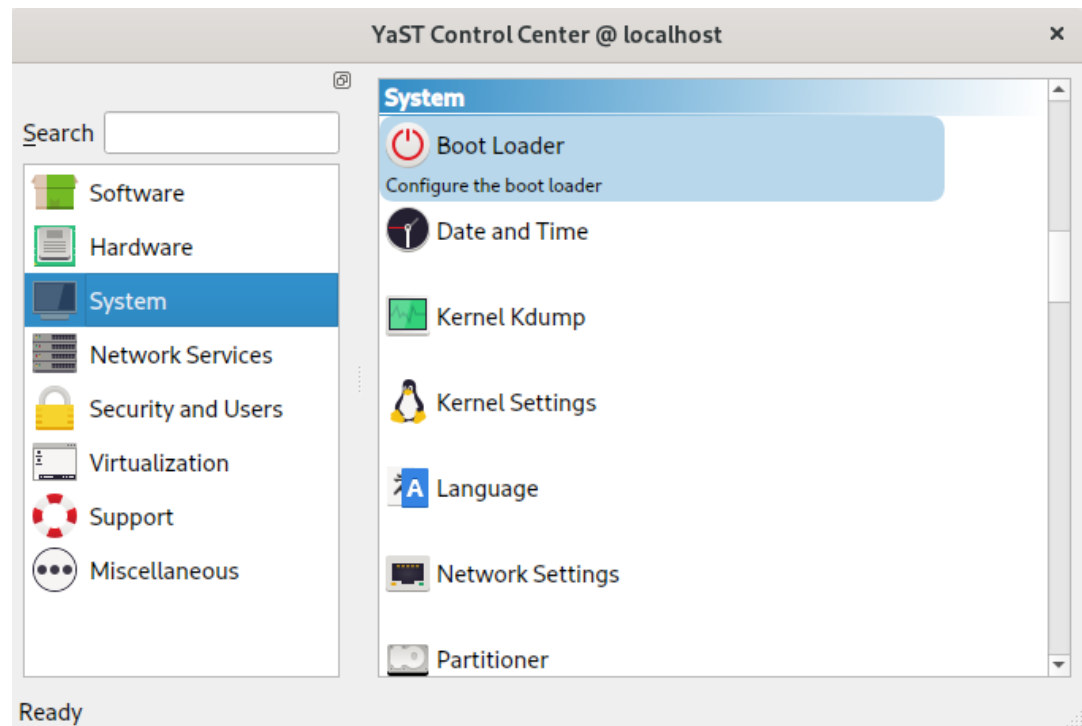 YaST Control Center @ localhost
Search
Software
Hardware
System
Network Services
Security and Users
Virtualization
Support
Miscellaneous
System
Boot Loader
Configure the boot loader
Date and Time
Kernel Kdump
Kernel Settings
Language
Network Settings
Partitioner
Ready